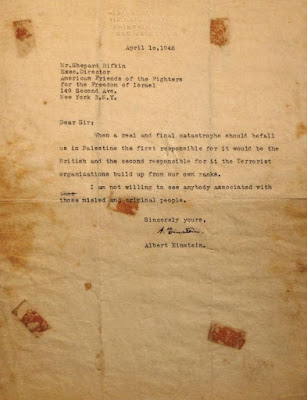 April 10,1948
Mr.Shepard Rifkin
Exec.Director
American Friends of the Fighters
for the Freedom of Israel
149 Second Ave.
New York 3,N.Y.
Dear Sir:
When a real and final catastrophe should befall
us in Palestine the first responsible for it would be the
British and the second responsible for it the Terrorist
organizations build up from our own ranks.
I am not willing to see anybody associated with
those misled and criminal people.
Sincerely yours,
A. Einstein.
Albert Einstein.